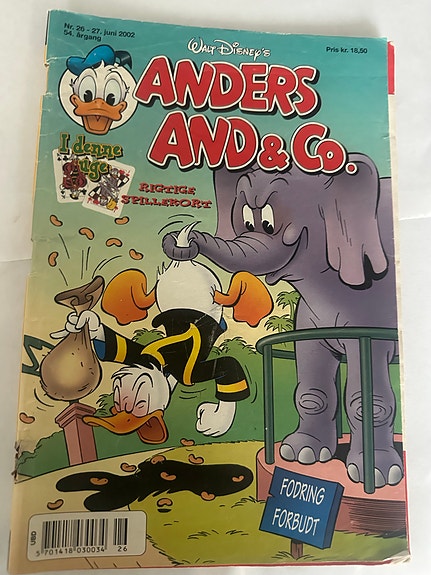 Nr. 26 - 27. juni 2002
54. årgang
WALT DISNEY'S
Pris kr. 18,50
ANDERS
AND & Co.
I denne
uge
RIGTIGE
SPILLEKORT
FODRING
FORBUDT
UBG
5 701418 030034
26